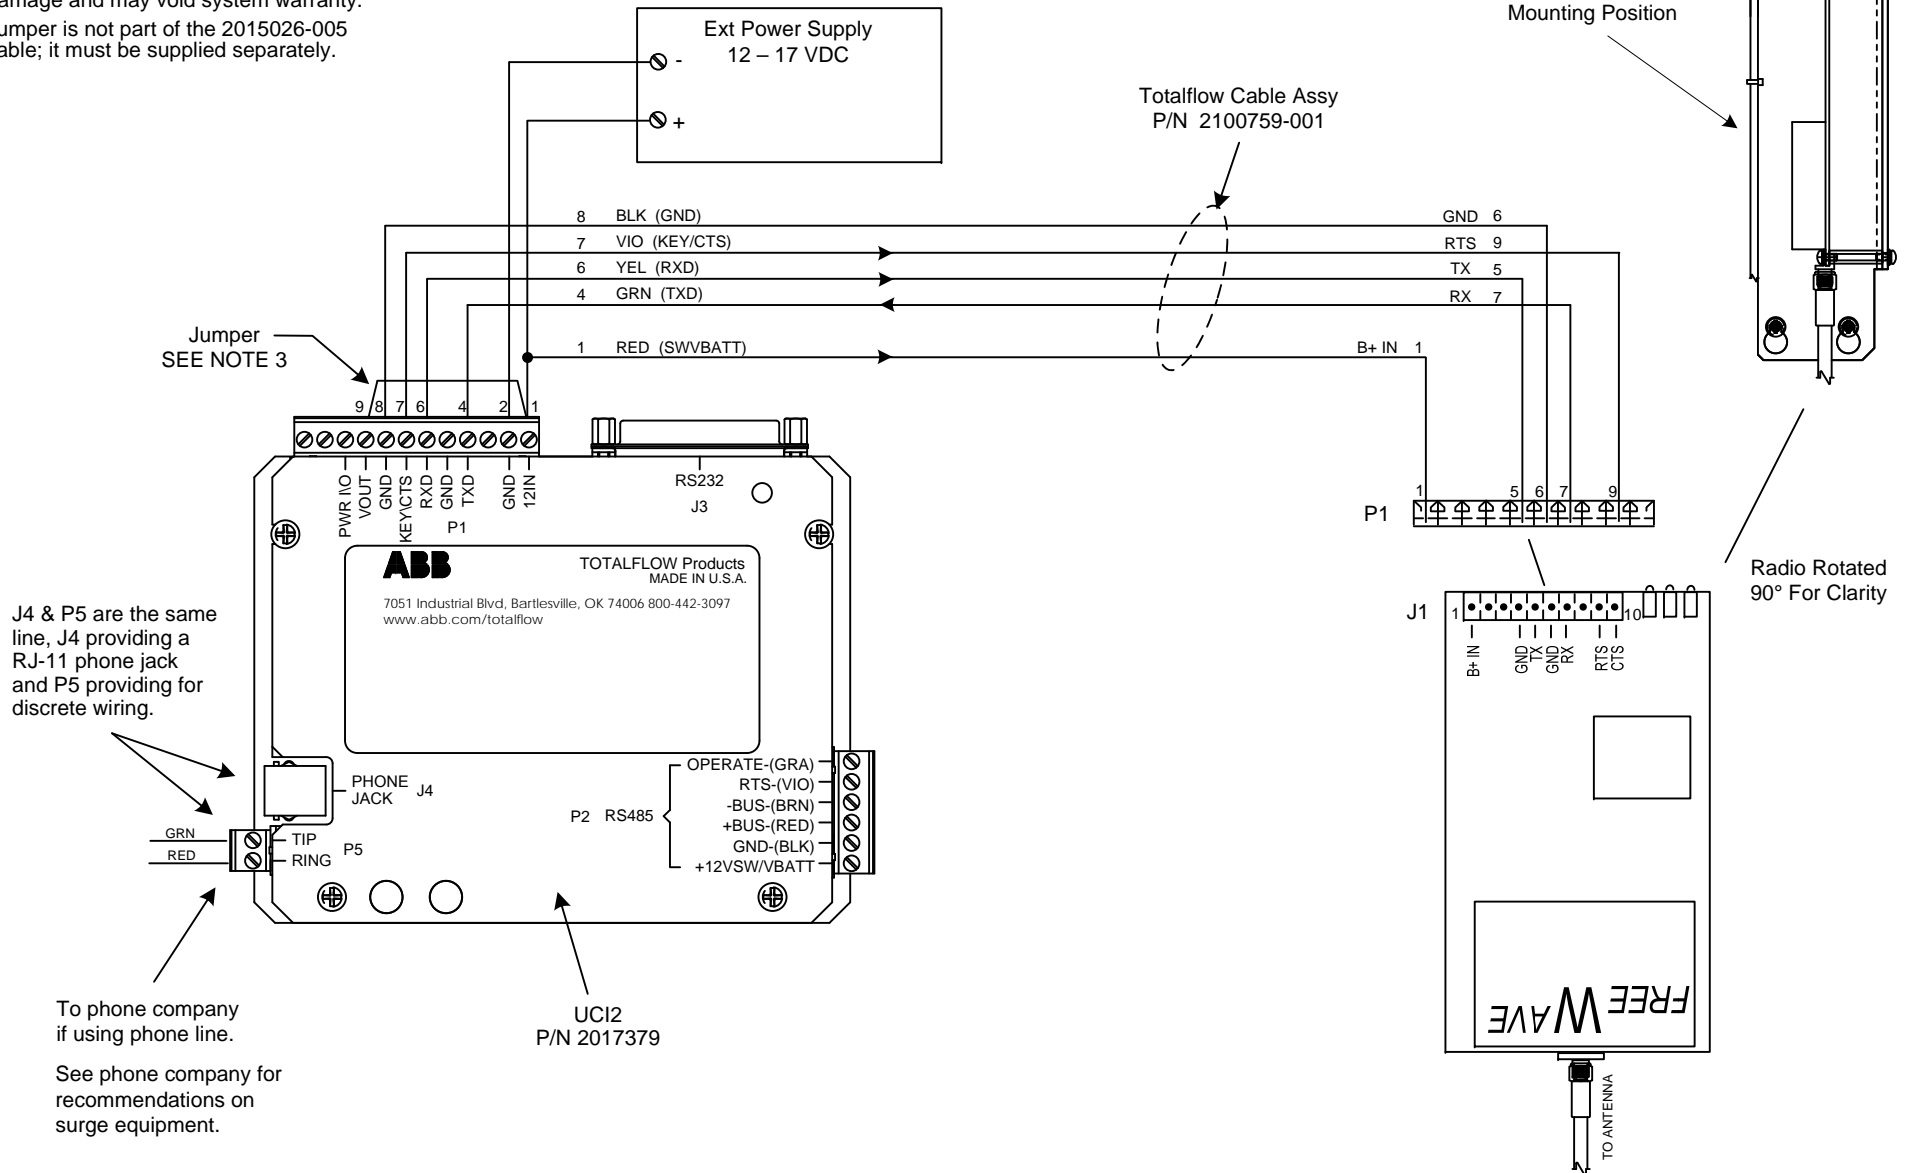 amage and may void system warranty.
umper is not part of the 2015026-005
able; it must be supplied separately.
Ext Power Supply
12 – 17 VDC
-
+
Mounting Position
Totalflow Cable Assy
P/N 2100759-001
8 BLK (GND) GND 6
7 VIO (KEY/CTS) RTS 9
6 YEL (RXD) TX 5
4 GRN (TXD) RX 7
1 RED (SWVBATT) B+ IN 1
Jumper
SEE NOTE 3
9 8 7 6 4 2 1
PWR I\O
VOUT
GND
KEY\CTS
RXD
GND
TXD
GND
12IN
P1
RS232
J3
ABB
TOTALFLOW Products
MADE IN U.S.A.
7051 Industrial Blvd, Bartlesville, OK 74006 800-442-3097
www.abb.com/totalflow
J4 & P5 are the same
line, J4 providing a
RJ-11 phone jack
and P5 providing for
discrete wiring.
PHONE
JACK J4
GRN
RED
TIP
RING
P5
P2 RS485
OPERATE-(GRA)
RTS-(VIO)
-BUS-(BRN)
+BUS-(RED)
GND-(BLK)
+12VSW/VBATT
To phone company
if using phone line.
See phone company for
recommendations on
surge equipment.
UCI2
P/N 2017379
P1
1 5 6 7 9
Radio Rotated
90° For Clarity
J1
1 10
B+ IN
GND
TX
GND
RX
RTS
CTS
FREE
WAVE
TO ANTENNA